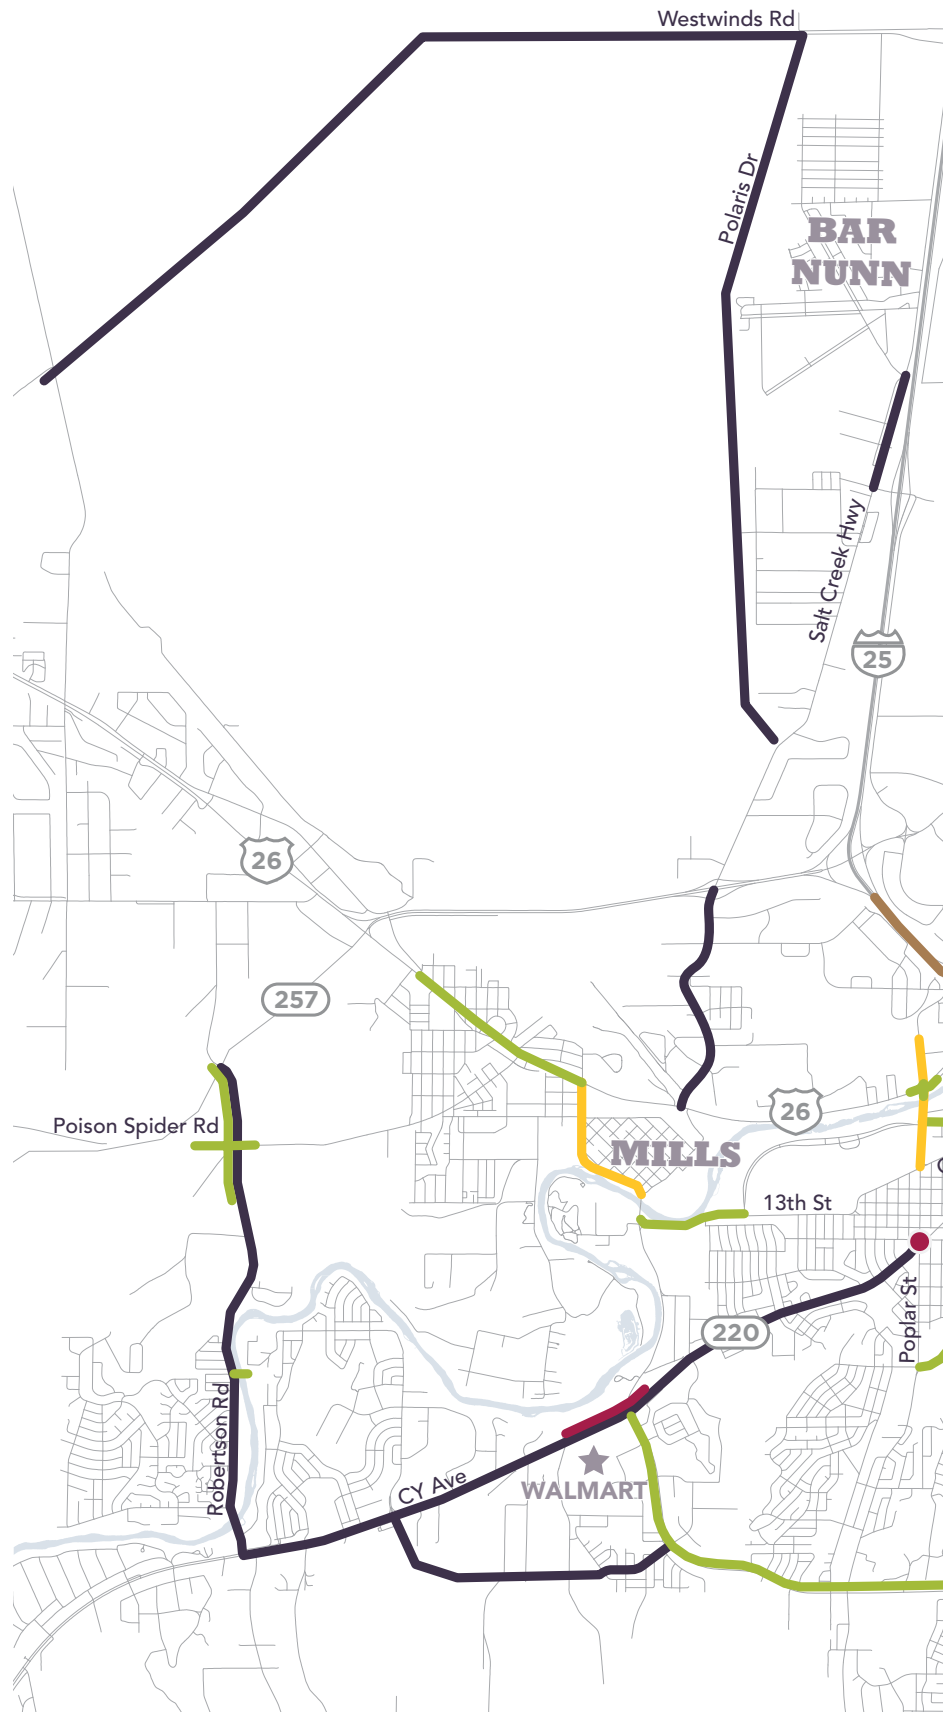 Westwinds Rd
Polaris Dr
BAR
NUNN
Salt Creek Hwy
25
26
257
Poison Spider Rd
26
MILLS
13th St
220
Poplar St
Robertson Rd
CY Ave
WALMART